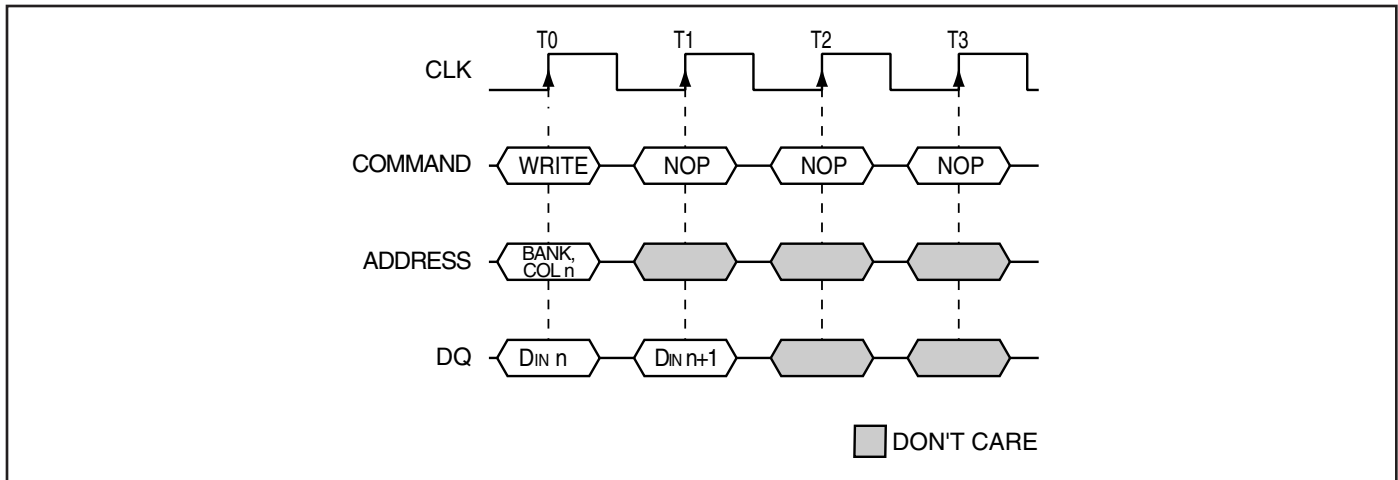 T0 T1 T2 T3
CLK
COMMAND WRITE NOP NOP NOP
ADDRESS BANK, COL n
DQ DIN n DIN n+1
DON'T CARE